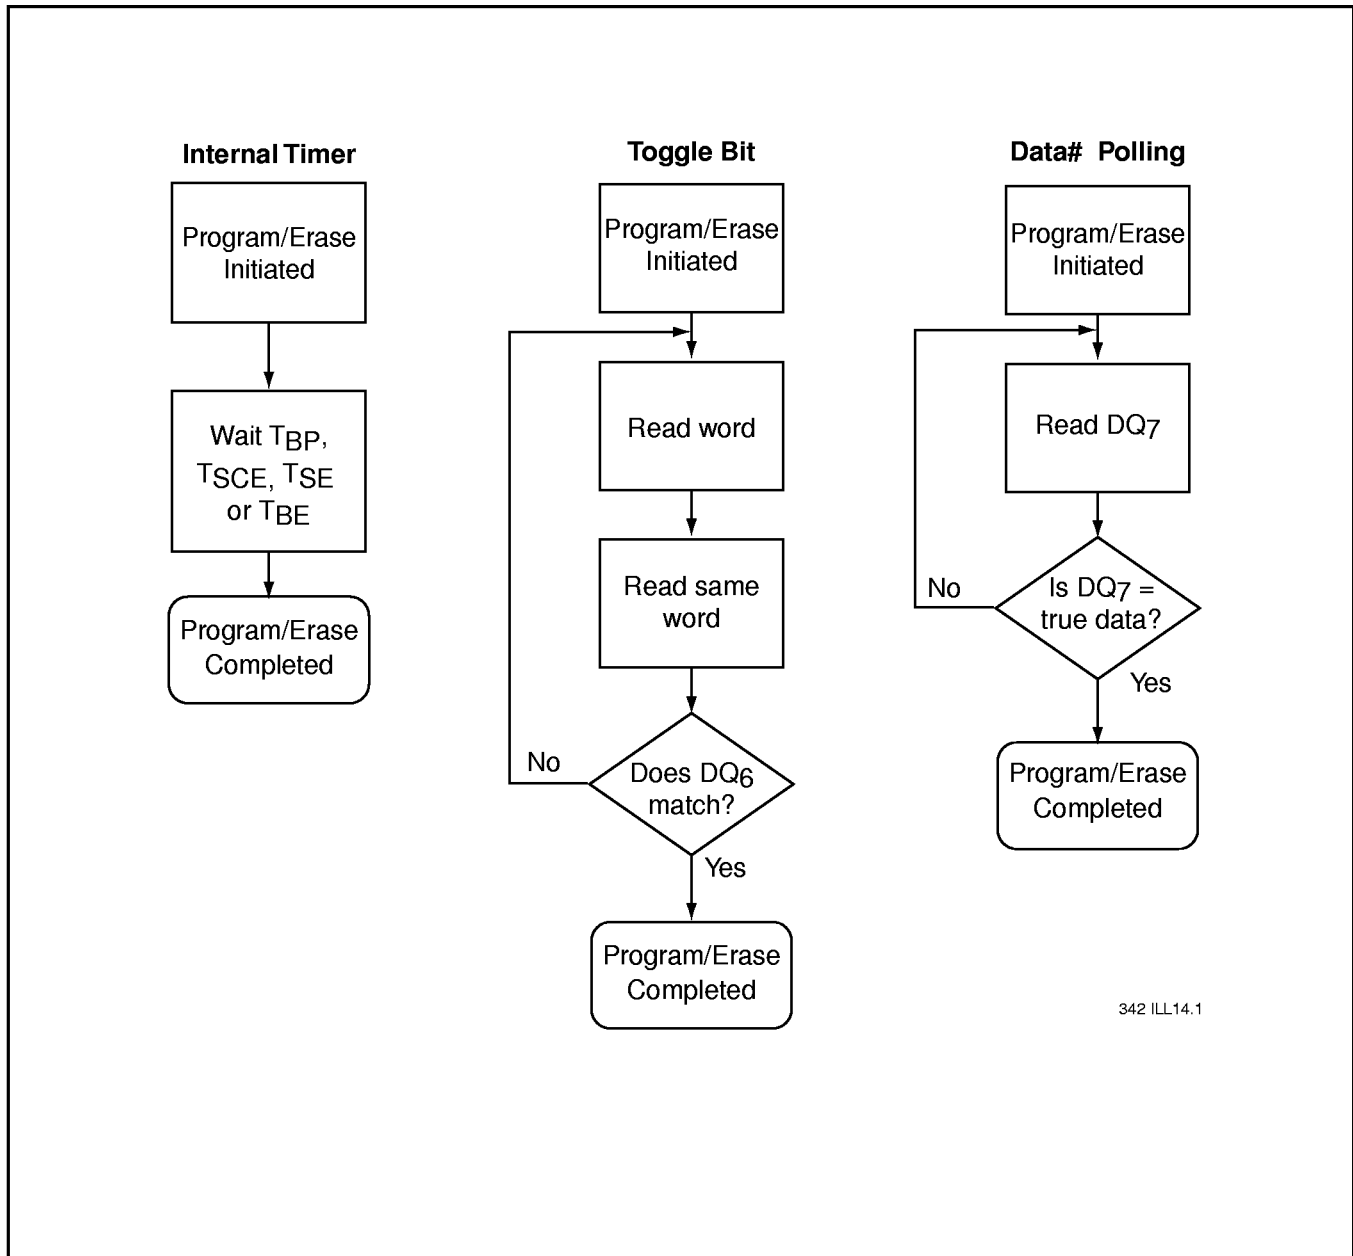 Internal Timer
Program/Erase
Initiated
Wait TBP,
TSCE, TSE
or TBE
Program/Erase
Completed
Toggle Bit
Program/Erase
Initiated
Read word
Read same
word
Does DQ6
match?
No
Yes
Program/Erase
Completed
Data# Polling
Program/Erase
Initiated
Read DQ7
Is DQ7 =
true data?
No
Yes
Program/Erase
Completed
342 ILL14.1